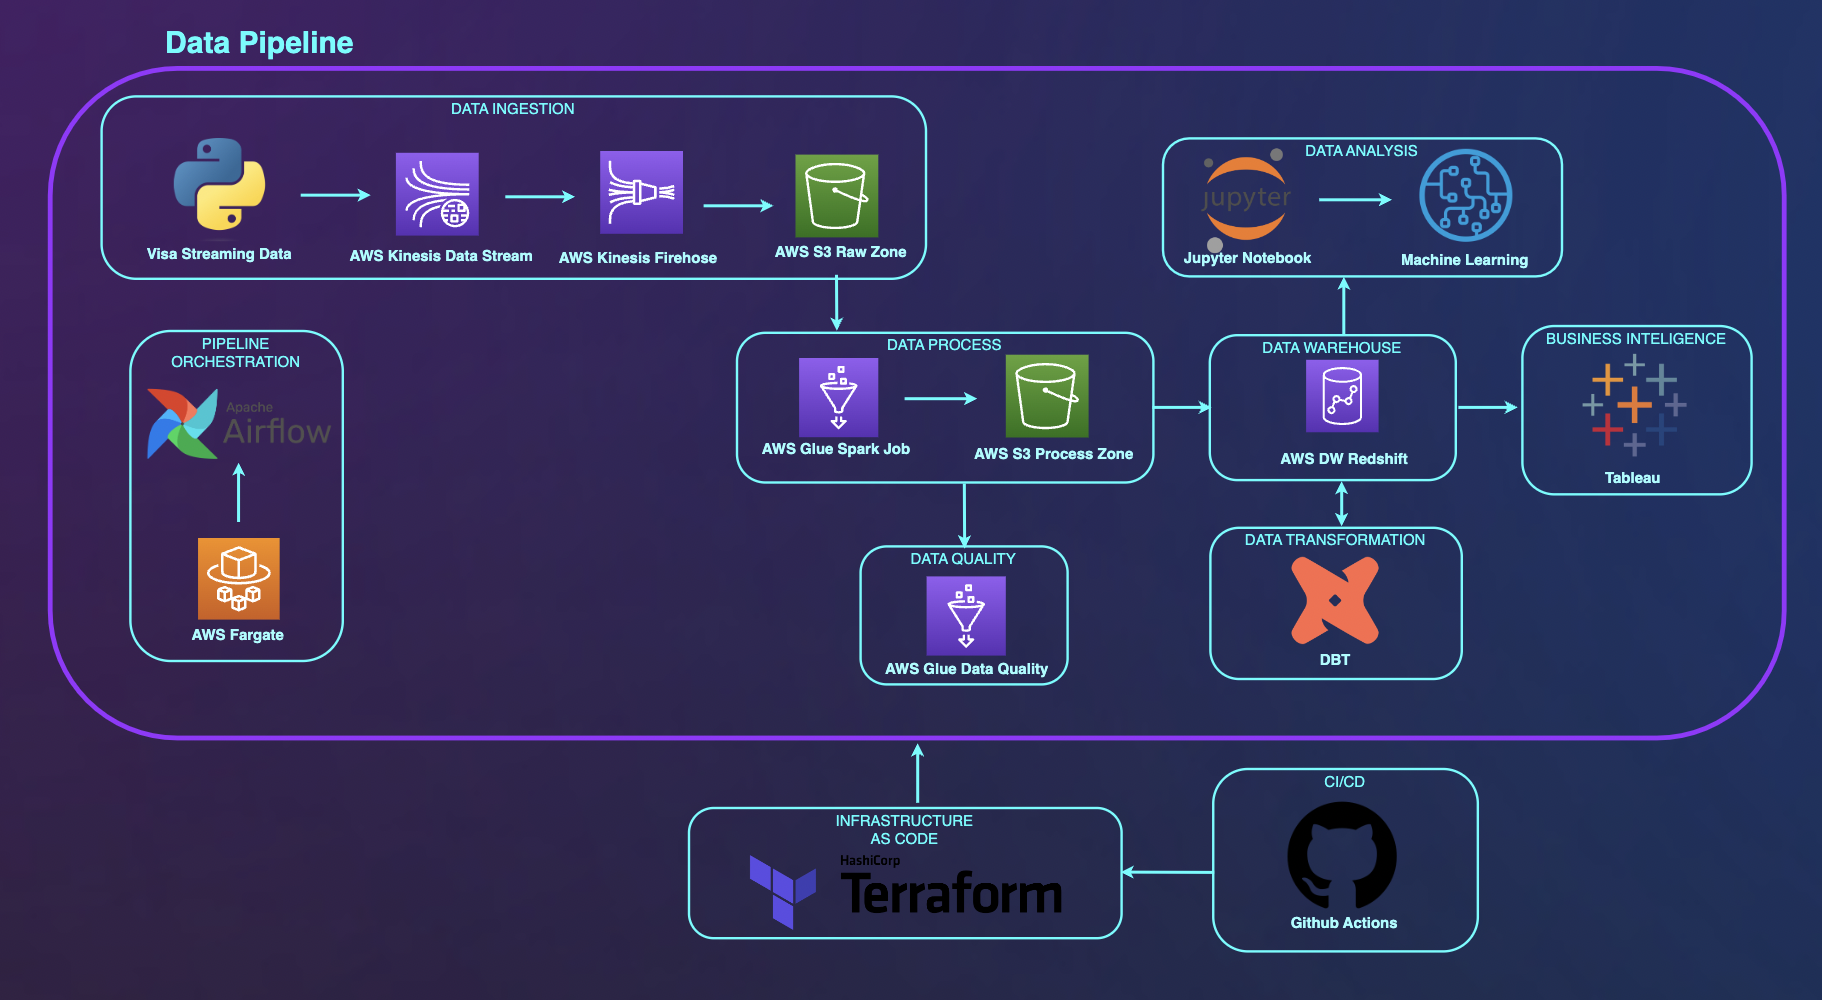 Data Pipeline
DATA INGESTION
Visa Streaming Data
AWS Kinesis Data Stream
AWS Kinesis Firehose
AWS S3 Raw Zone
DATA ANALYSIS
jupyter
Jupyter Notebook
Machine Learning
PIPELINE
ORCHESTRATION
Apache
Airflow
AWS Fargate
DATA PROCESS
AWS Glue Spark Job
AWS S3 Process Zone
DATA WAREHOUSE
AWS DW Redshift
BUSINESS INTELIGENCE
Tableau
DATA QUALITY
AWS Glue Data Quality
DATA TRANSFORMATION
DBT
INFRASTRUCTURE
AS CODE
HashiCorp
Terraform
CI/CD
Github Actions